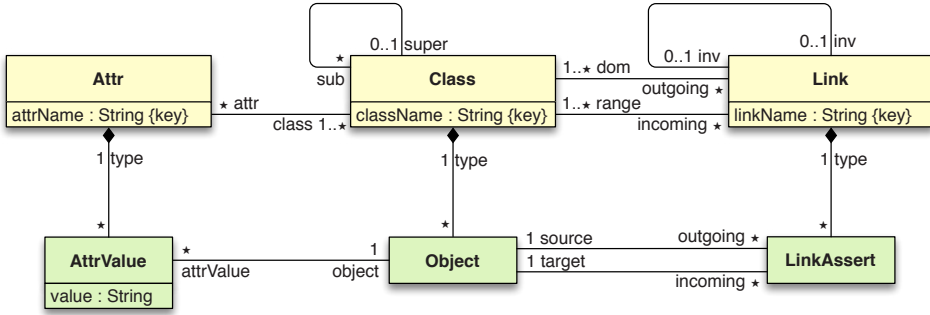 0..1 super
0..1 inv
★
sub
0..1 inv
Attr
attrName : String {key}
★ attr
class 1..★
Class
className : String {key}
1..★ dom
outgoing ★
1..★ range
incoming ★
Link
linkName : String {key}
1 type
1 type
1 type
★
★
★
AttrValue
value : String
★
attrValue
1
object
Object
1 source
outgoing ★
1 target
incoming ★
LinkAssert